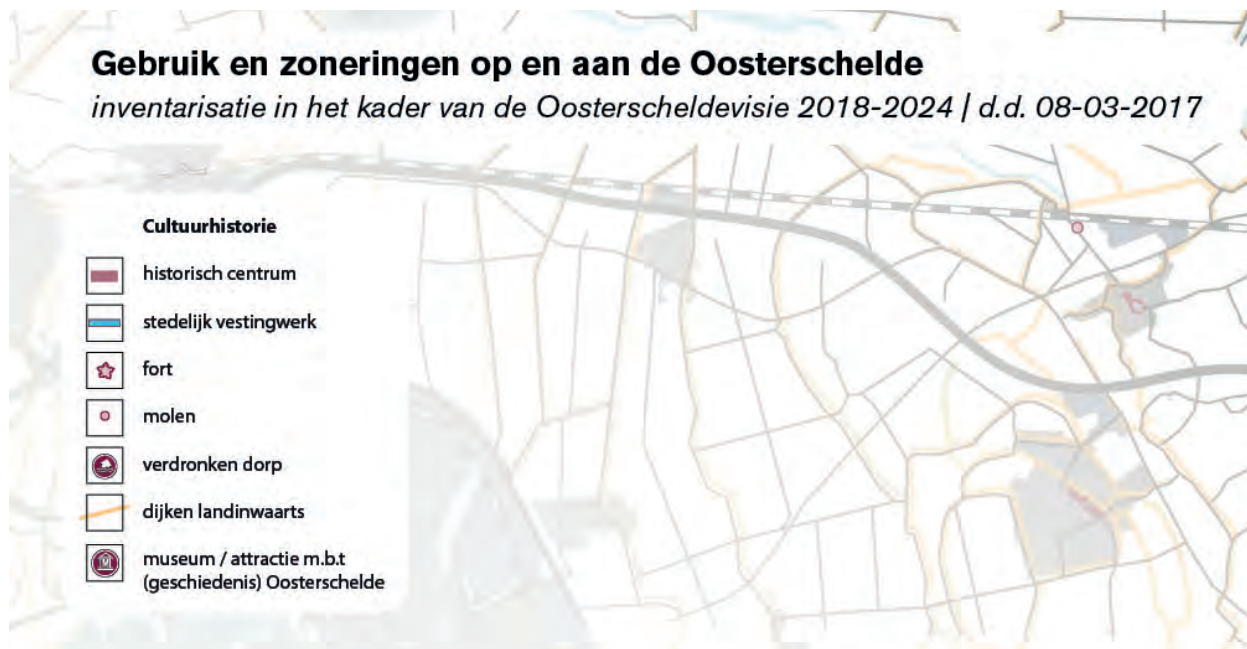 Gebruik en zoneringen op en aan de Oosterschelde
inventarisatie in het kader van de Oosterscheldevisie 2018-2024 | d.d. 08-03-2017
Cultuurhistorie
historisch centrum
stedelijk vestingwerk
fort
molen
verdronken dorp
dijken landinwaarts
museum / attractie m.b.t
(geschiedenis) Oosterschelde